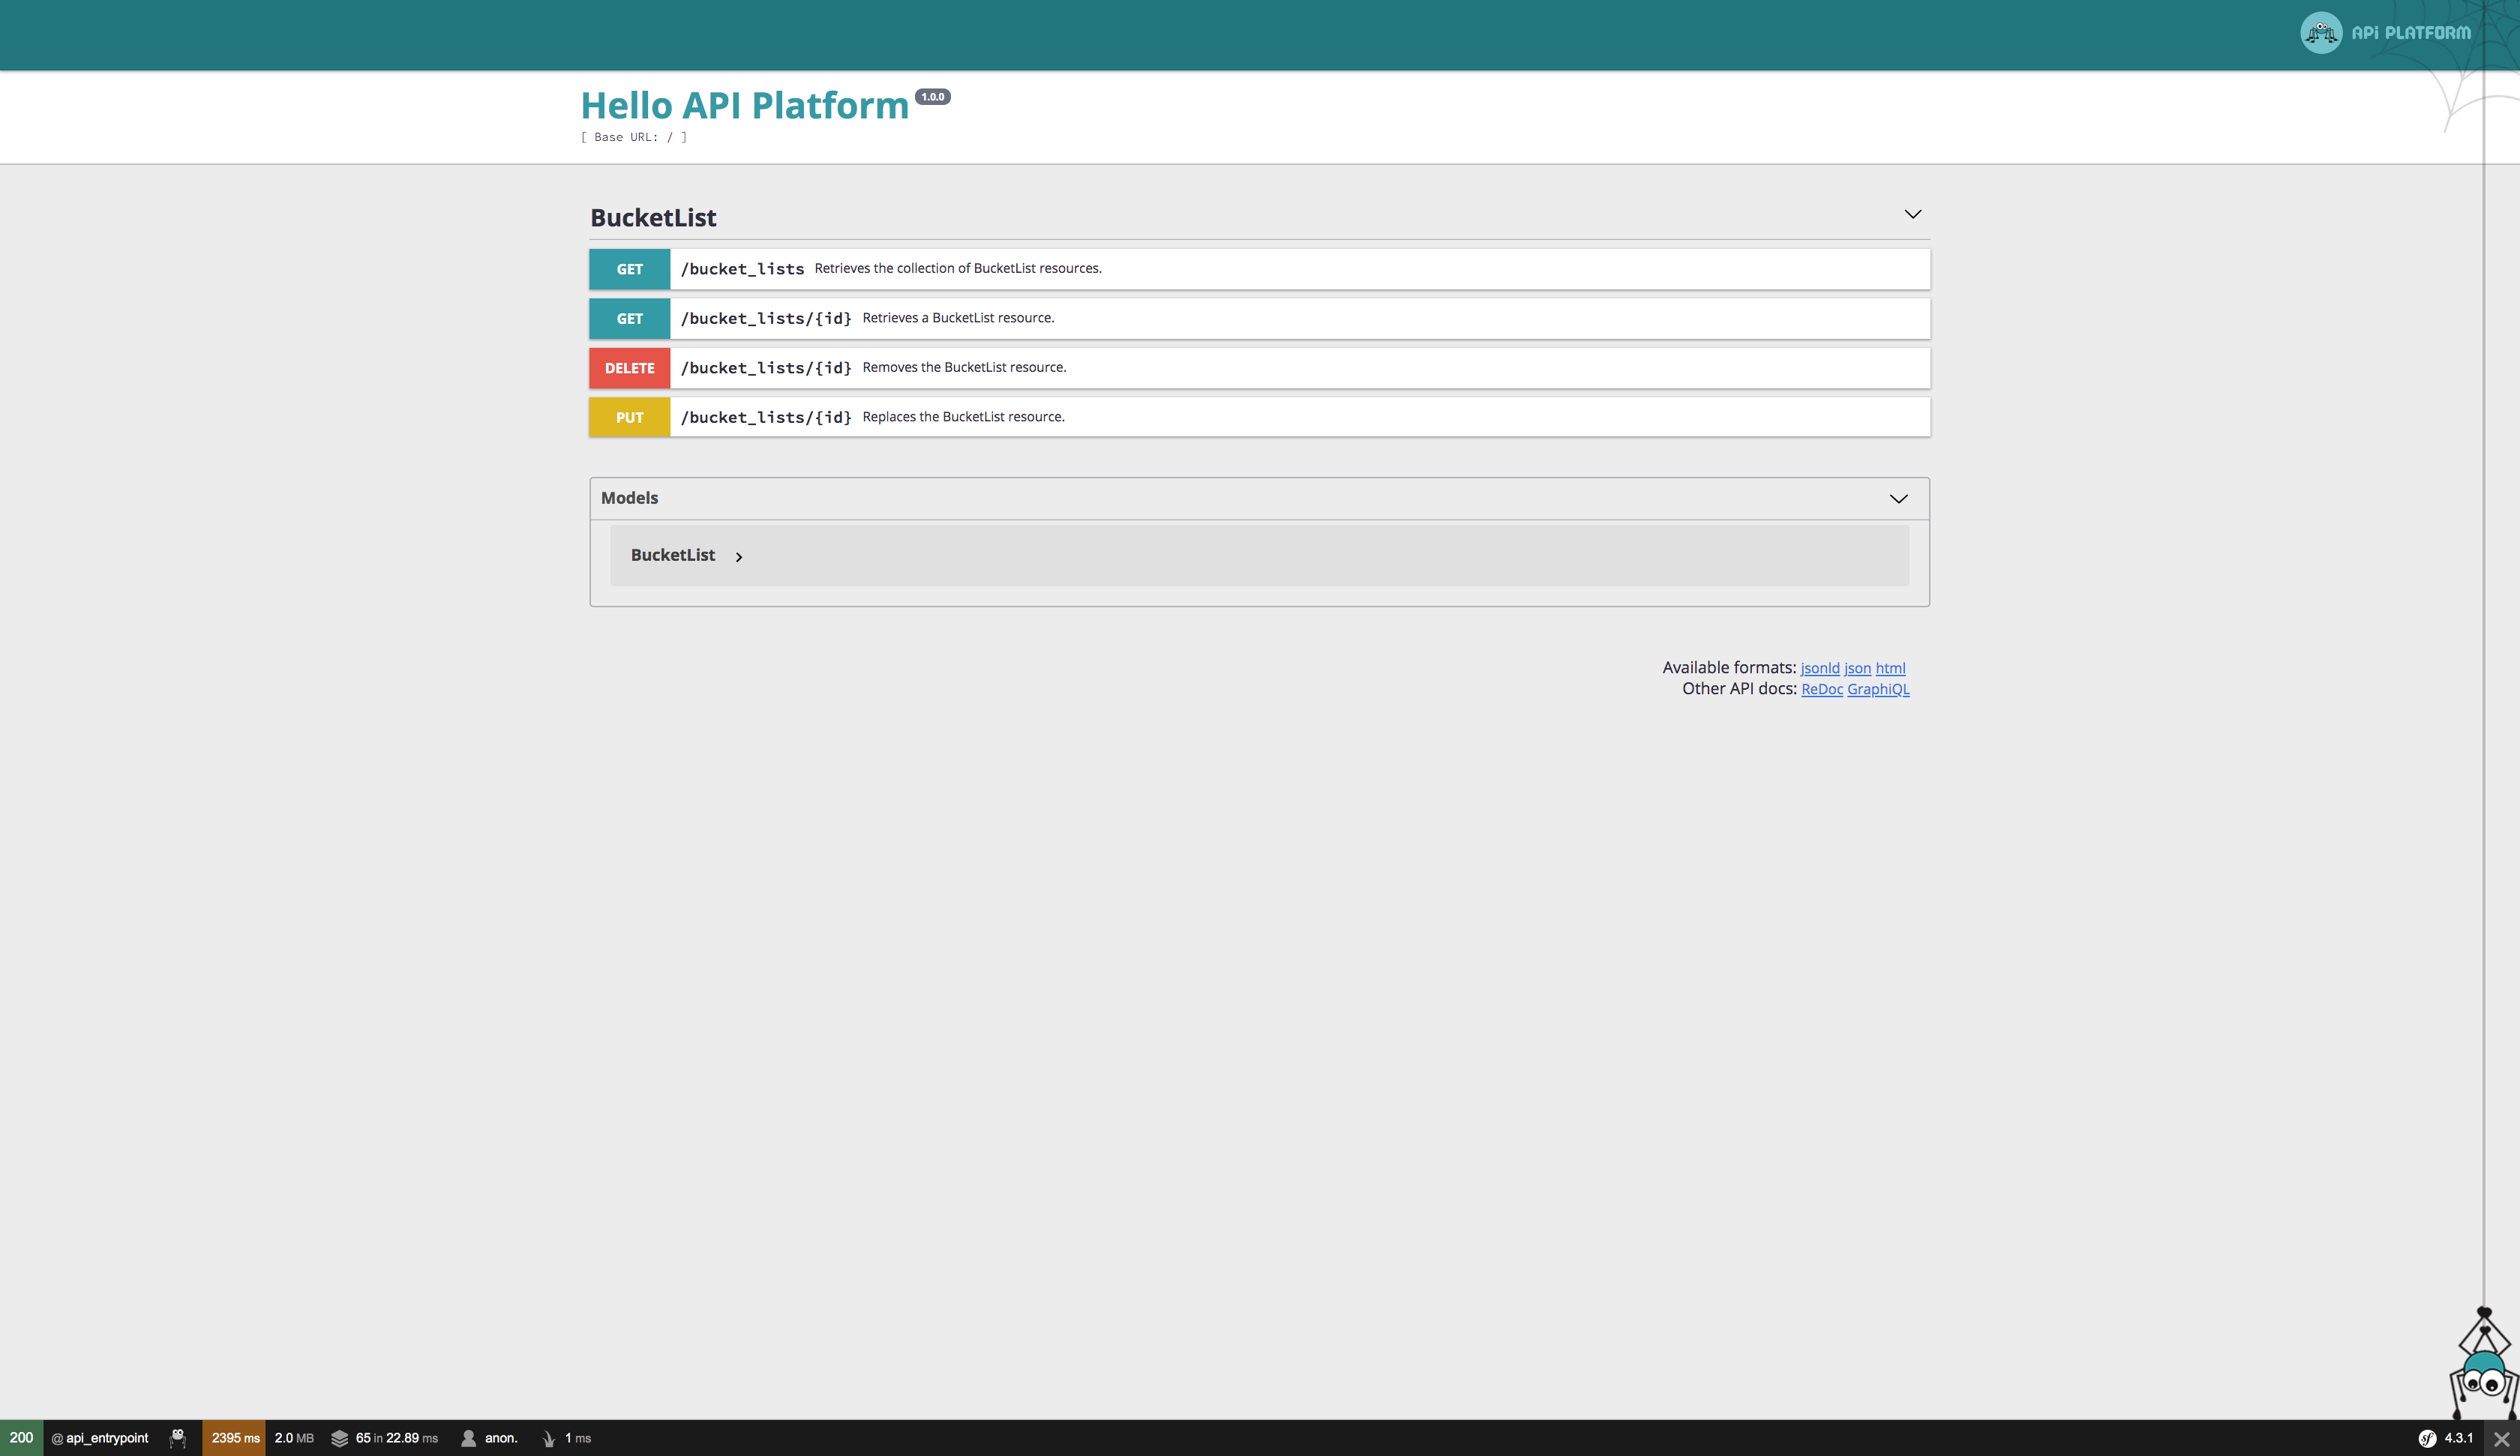 APi PLATFORM
Hello API Platform 1.0.0
[ Base URL: / ]
BucketList
GET /bucket_lists Retrieves the collection of BucketList resources.
GET /bucket_lists/{id} Retrieves a BucketList resource.
DELETE /bucket_lists/{id} Removes the BucketList resource.
PUT /bucket_lists/{id} Replaces the BucketList resource.
Models
BucketList
Available formats: jsonld json html
Other API docs: ReDoc GraphiQL
200 @ api_entrypoint 2395 ms 2.0 MB 65 in 22.89 ms anon. 1 ms sf 4.3.1